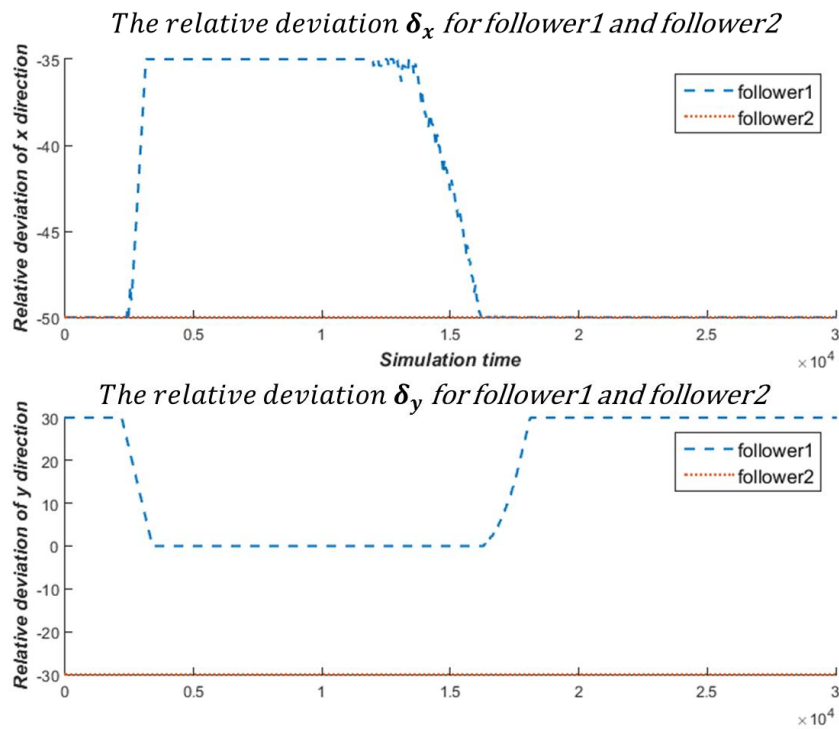 The relative deviation δx for follower1 and follower2
Relative deviation of x direction
-35
-40
-45
-50
follower1
follower2
0 0.5 1 1.5 2 2.5 3
Simulation time
×10^4
The relative deviation δy for follower1 and follower2
Relative deviation of y direction
30
20
10
0
-10
-20
-30
follower1
follower2
0 0.5 1 1.5 2 2.5 3
×10^4